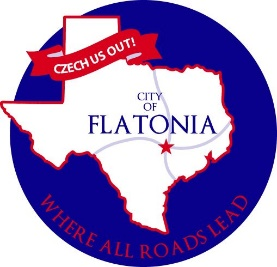 CZECH US OUT!
CITY
OF
FLATONIA
WHERE ALL ROADS LEAD